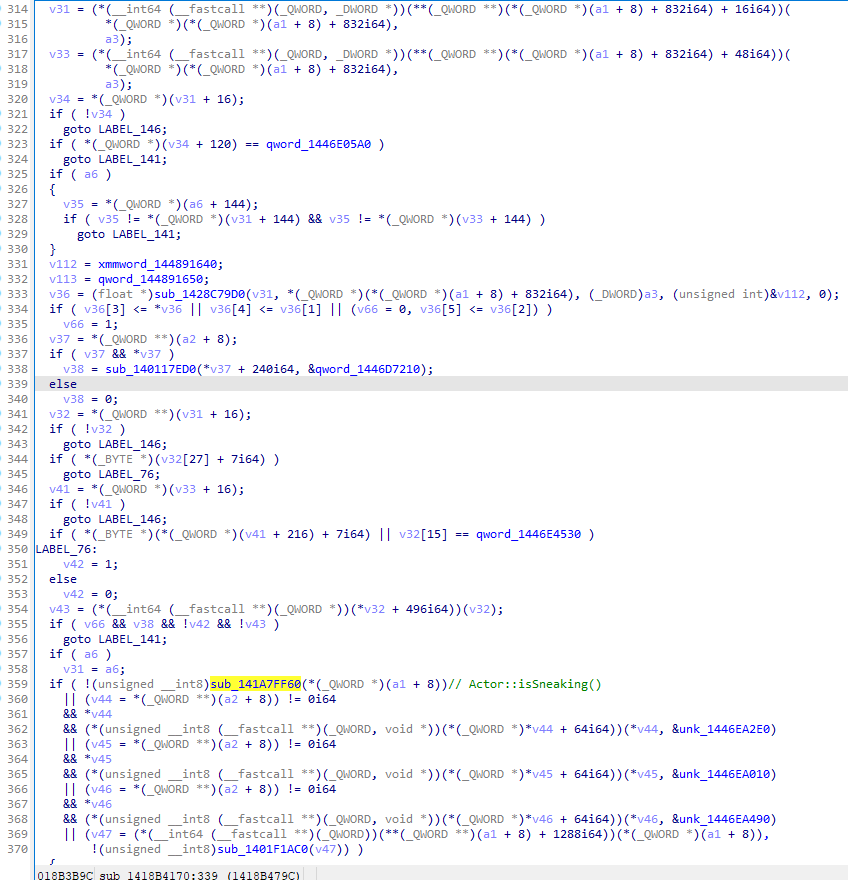 314 v31 = (*(__int64 (__fastcall **)(_QWORD, _DWORD *))(**(_QWORD **)(*(_QWORD *)(a1 + 8) + 832i64) + 16i64))(
315 *(_QWORD *)(*(_QWORD *)(a1 + 8) + 832i64),
316 a3);
317 v33 = (*(__int64 (__fastcall **)(_QWORD, _DWORD *))(**(_QWORD **)(*(_QWORD *)(a1 + 8) + 832i64) + 48i64))(
318 *(_QWORD *)(*(_QWORD *)(a1 + 8) + 832i64),
319 a3);
320 v34 = *(_QWORD *)(v31 + 16);
321 if ( !v34 )
322 goto LABEL_146;
323 if ( *(_QWORD *)(v34 + 120) == qword_1446E05A0 )
324 goto LABEL_141;
325 if ( a6 )
326 {
327 v35 = *(_QWORD *)(a6 + 144);
328 if ( v35 != *(_QWORD *)(v31 + 144) && v35 != *(_QWORD *)(v33 + 144) )
329 goto LABEL_141;
330 }
331 v112 = xmmword_144891640;
332 v113 = qword_144891650;
333 v36 = (float *)sub_1428C79D0(v31, *(_QWORD *)(*(_QWORD *)(a1 + 8) + 832i64), (_DWORD)a3, (unsigned int)&v112, 0);
334 if ( v36[3] <= *v36 || v36[4] <= v36[1] || (v66 = 0, v36[5] <= v36[2]) )
335 v66 = 1;
336 v37 = *(_QWORD **)(a2 + 8);
337 if ( v37 && *v37 )
338 v38 = sub_140117ED0(*v37 + 240i64, &qword_1446D7210);
339 else
340 v38 = 0;
341 v32 = *(_QWORD **)(v31 + 16);
342 if ( !v32 )
343 goto LABEL_146;
344 if ( *(_BYTE *)(v32[27] + 7i64) )
345 goto LABEL_76;
346 v41 = *(_QWORD *)(v33 + 16);
347 if ( !v41 )
348 goto LABEL_146;
349 if ( *(_BYTE *)(*(_QWORD *)(v41 + 216) + 7i64) || v32[15] == qword_1446E4530 )
350 LABEL_76:
351 v42 = 1;
352 else
353 v42 = 0;
354 v43 = (*(__int64 (__fastcall **)(_QWORD *))(*v32 + 496i64))(v32);
355 if ( v66 && v38 && !v42 && !v43 )
356 goto LABEL_141;
357 if ( a6 )
358 v31 = a6;
359 if ( !(unsigned __int8)sub_141A7FF60(*(_QWORD *)(a1 + 8))// Actor::isSneaking()
360 || (v44 = *(_QWORD **)(a2 + 8)) != 0i64
361 && *v44
362 && (*(unsigned __int8 (__fastcall **)(_QWORD, void *))(*(_QWORD *)*v44 + 64i64))(*v44, &unk_1446EA2E0)
363 || (v45 = *(_QWORD **)(a2 + 8)) != 0i64
364 && *v45
365 && (*(unsigned __int8 (__fastcall **)(_QWORD, void *))(*(_QWORD *)*v45 + 64i64))(*v45, &unk_1446EA010)
366 || (v46 = *(_QWORD **)(a2 + 8)) != 0i64
367 && *v46
368 && (*(unsigned __int8 (__fastcall **)(_QWORD, void *))(*(_QWORD *)*v46 + 64i64))(*v46, &unk_1446EA490)
369 || (v47 = (*(__int64 (__fastcall **)(_QWORD))(**(_QWORD **)(a1 + 8) + 1288i64))(*(_QWORD *)(a1 + 8)),
370 !(unsigned __int8)sub_1401F1AC0(v47)) )
018B3B9C sub_1418B4170:339 (1418B479C)